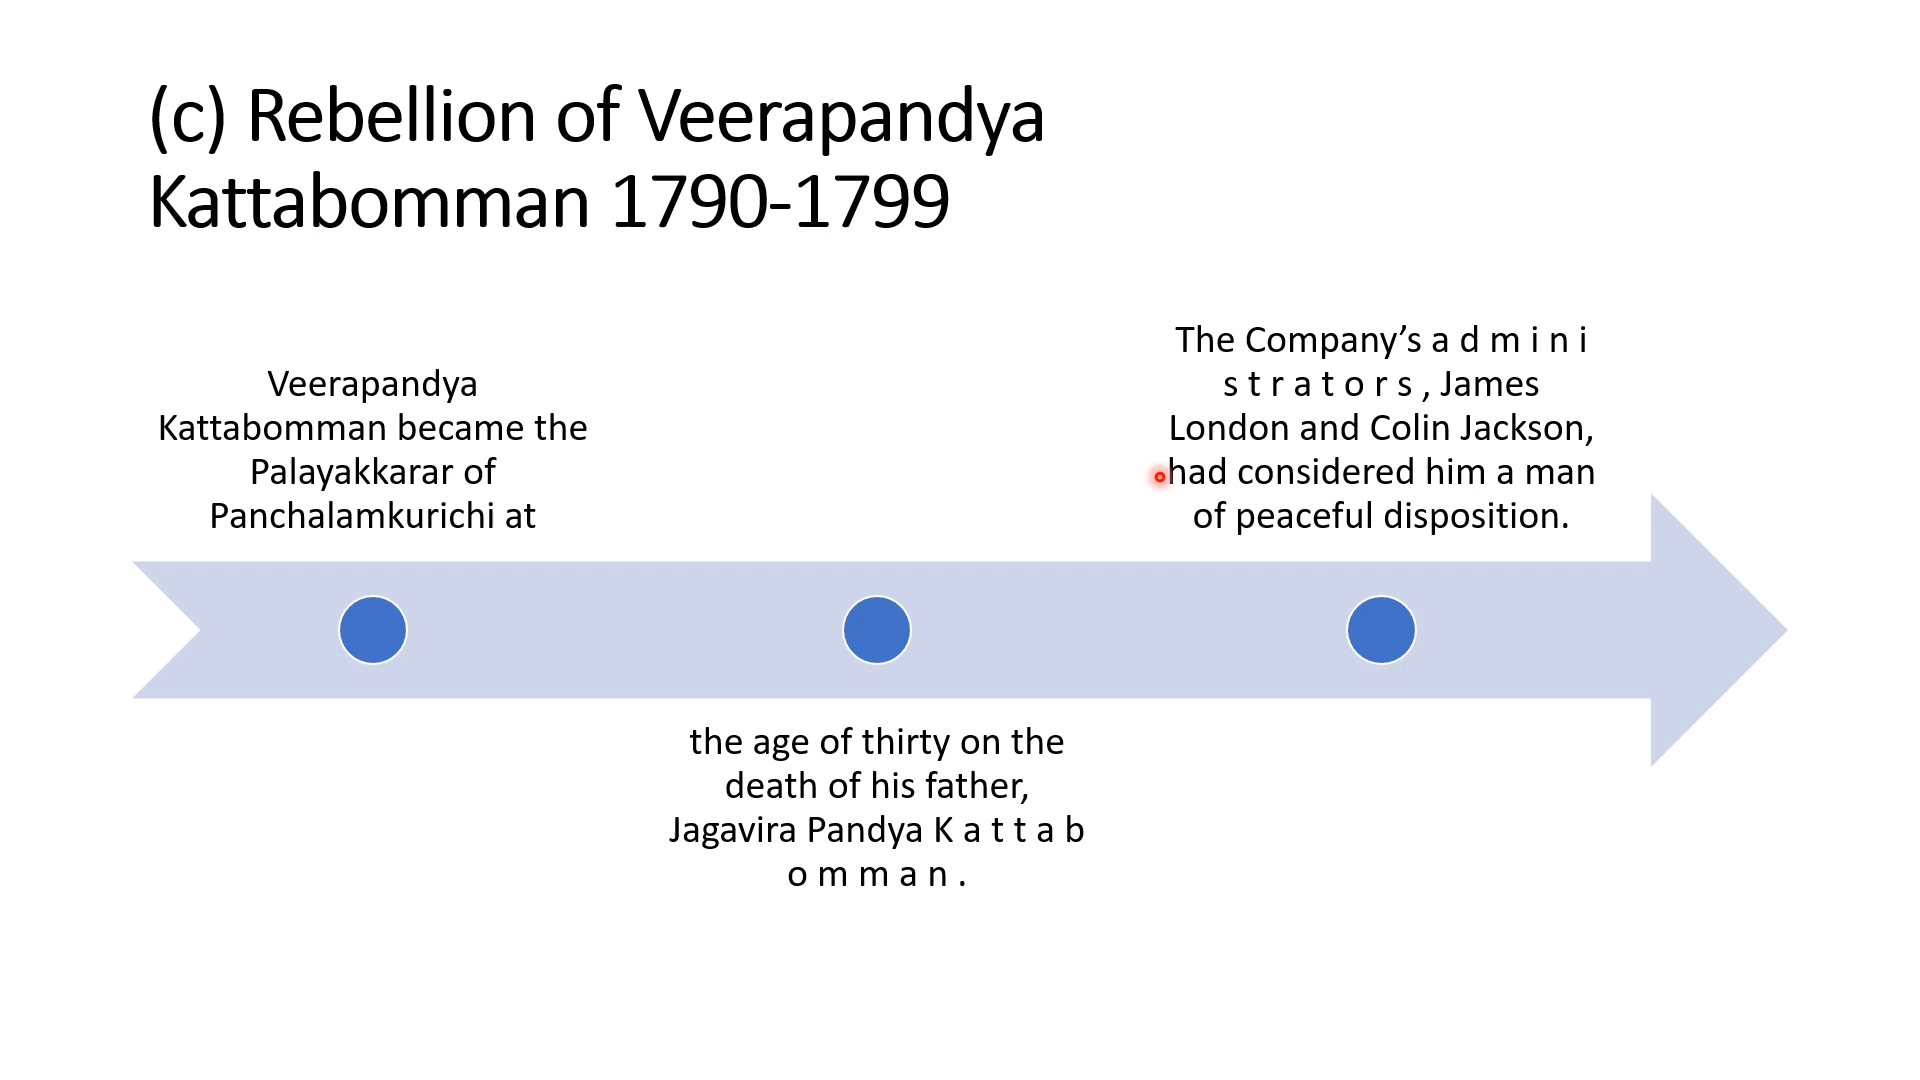 (c) Rebellion of Veerapandya
Kattabomman 1790-1799
Veerapandya
Kattabomman became the
Palayakkarar of
Panchalamkurichi at
the age of thirty on the
death of his father,
Jagavira Pandya K a t t a b
o m m a n .
The Company’s a d m i n i
s t r a t o r s , James
London and Colin Jackson,
had considered him a man
of peaceful disposition.